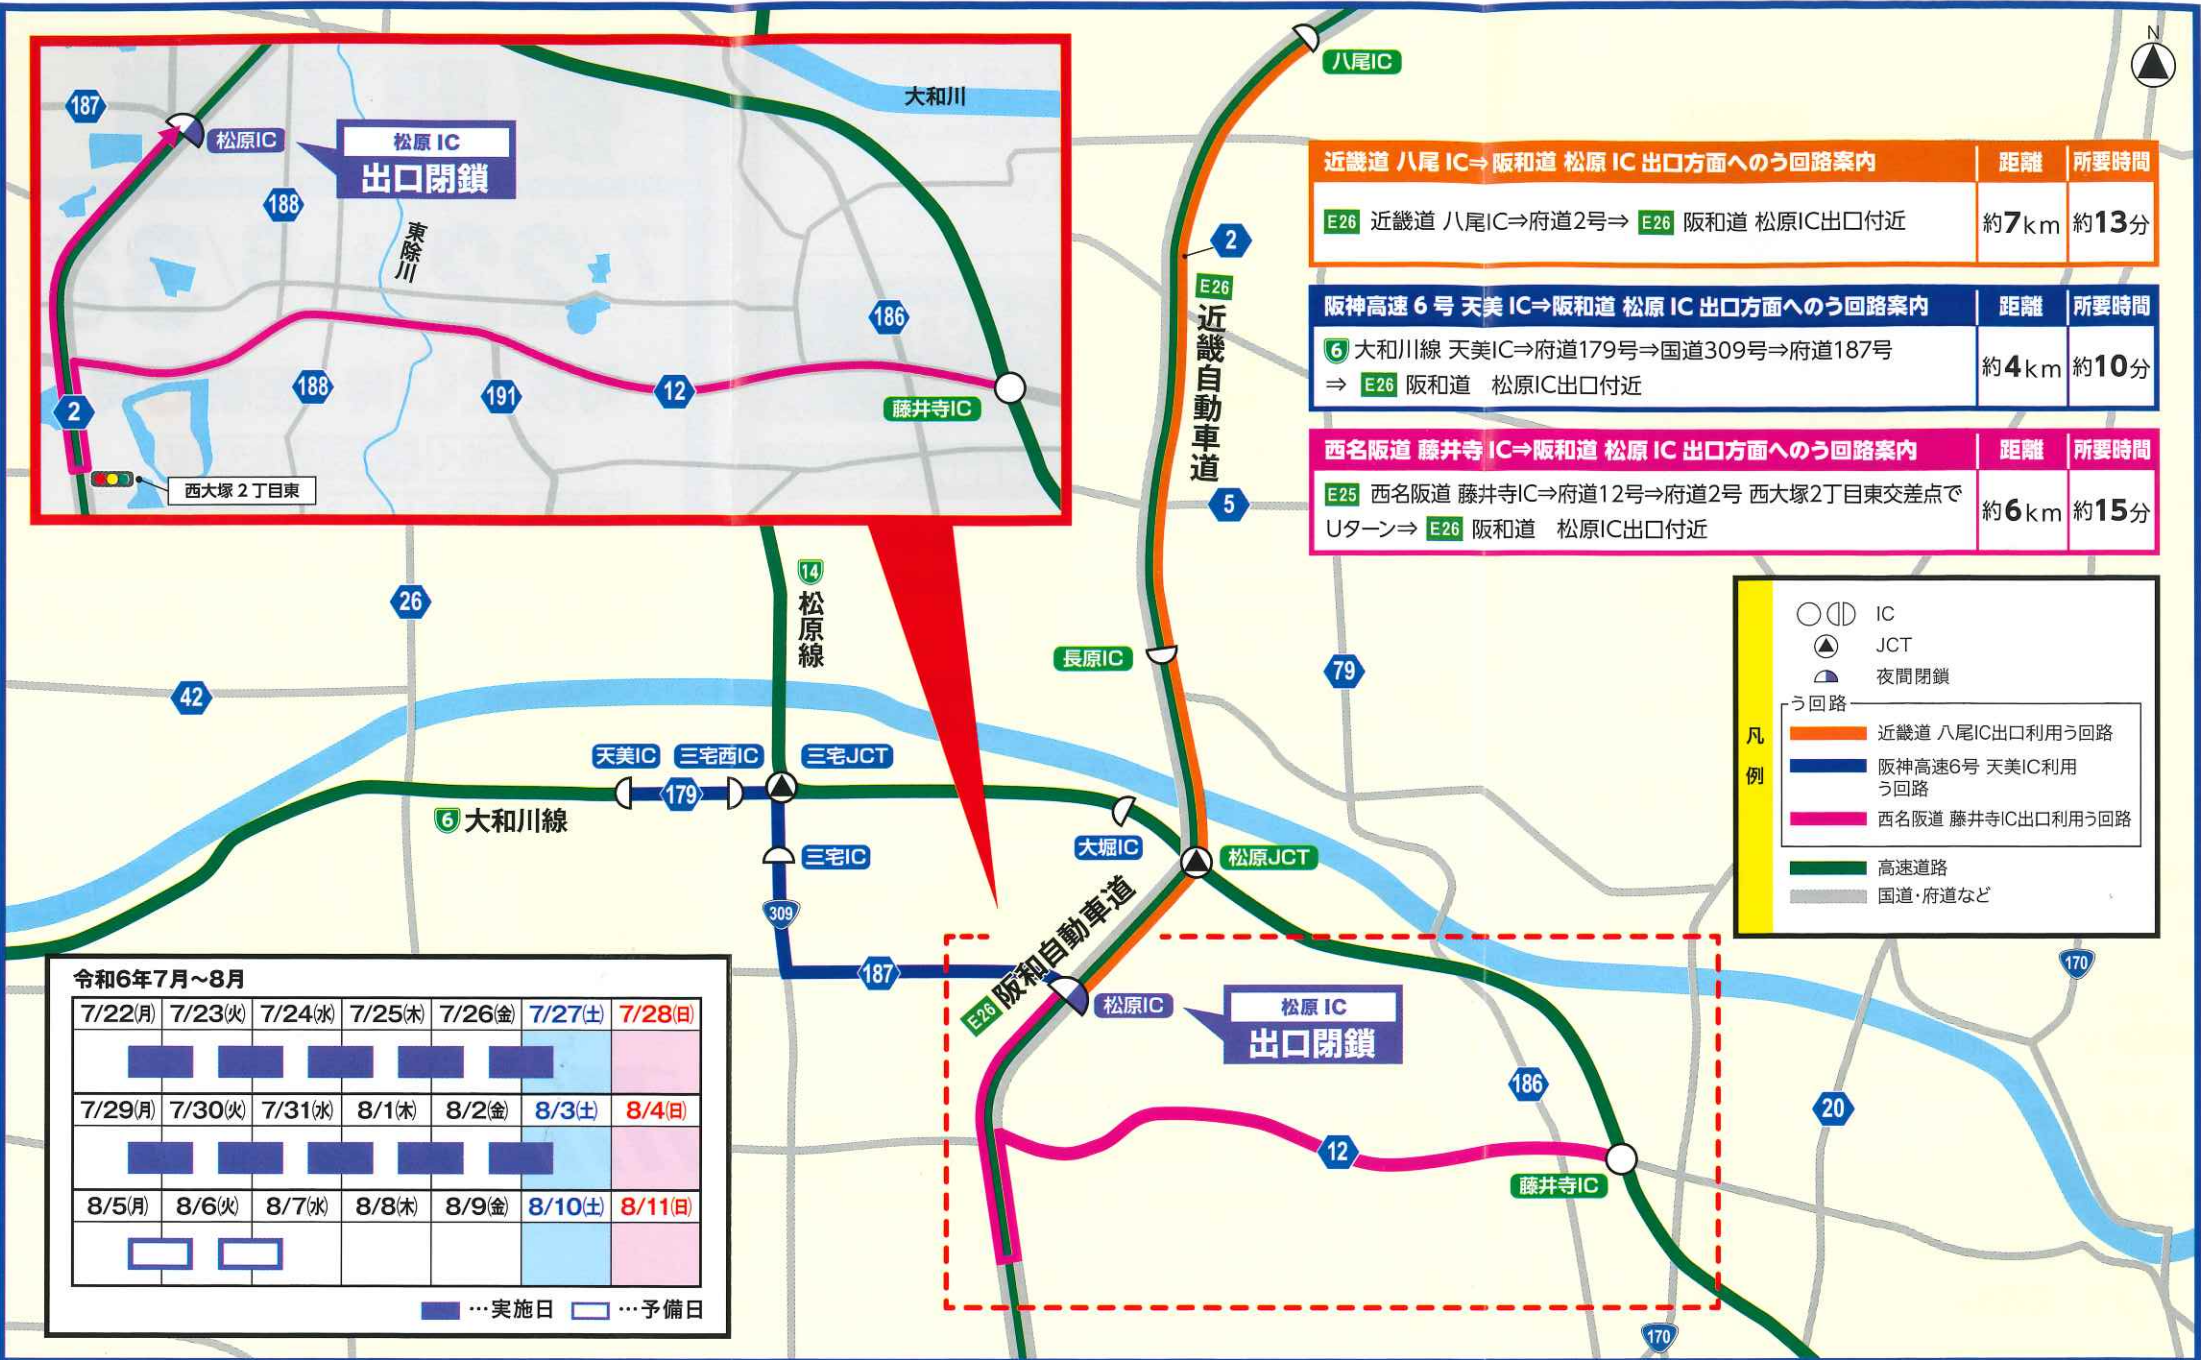 187
松原IC
松原 IC
出口閉鎖
188
東除川
大和川
186
188
191
12
2
藤井寺IC
西大塚2丁目東
八尾IC
N
近畿道 八尾 IC⇒阪和道 松原 IC 出口方面へのう回路案内 距離 所要時間
E26 近畿道 八尾IC⇒府道2号⇒ E26 阪和道 松原IC出口付近 約7km 約13分
阪神高速 6 号 天美 IC⇒阪和道 松原 IC 出口方面へのう回路案内 距離 所要時間
6 大和川線 天美IC⇒府道179号⇒国道309号⇒府道187号
⇒ E26 阪和道 松原IC出口付近 約4km 約10分
西名阪道 藤井寺 IC⇒阪和道 松原 IC 出口方面へのう回路案内 距離 所要時間
E25 西名阪道 藤井寺IC⇒府道12号⇒府道2号 西大塚2丁目東交差点で
Uターン⇒ E26 阪和道 松原IC出口付近 約6km 約15分
2
E26
近畿自動車道
5
26
14
松原線
長原IC
79
42
天美IC
三宅西IC
三宅JCT
179
6 大和川線
三宅IC
大堀IC
松原JCT
309
187
E26 阪和自動車道
松原IC
松原 IC
出口閉鎖
186
12
藤井寺IC
20
170
170
凡例
IC
JCT
夜間閉鎖
う回路
近畿道 八尾IC出口利用う回路
阪神高速6号 天美IC利用
う回路
西名阪道 藤井寺IC出口利用う回路
高速道路
国道・府道など
令和6年7月〜8月
7/22(月) 7/23(火) 7/24(水) 7/25(木) 7/26(金) 7/27(土) 7/28(日)
7/29(月) 7/30(火) 7/31(水) 8/1(木) 8/2(金) 8/3(土) 8/4(日)
8/5(月) 8/6(火) 8/7(水) 8/8(木) 8/9(金) 8/10(土) 8/11(日)
…実施日 …予備日